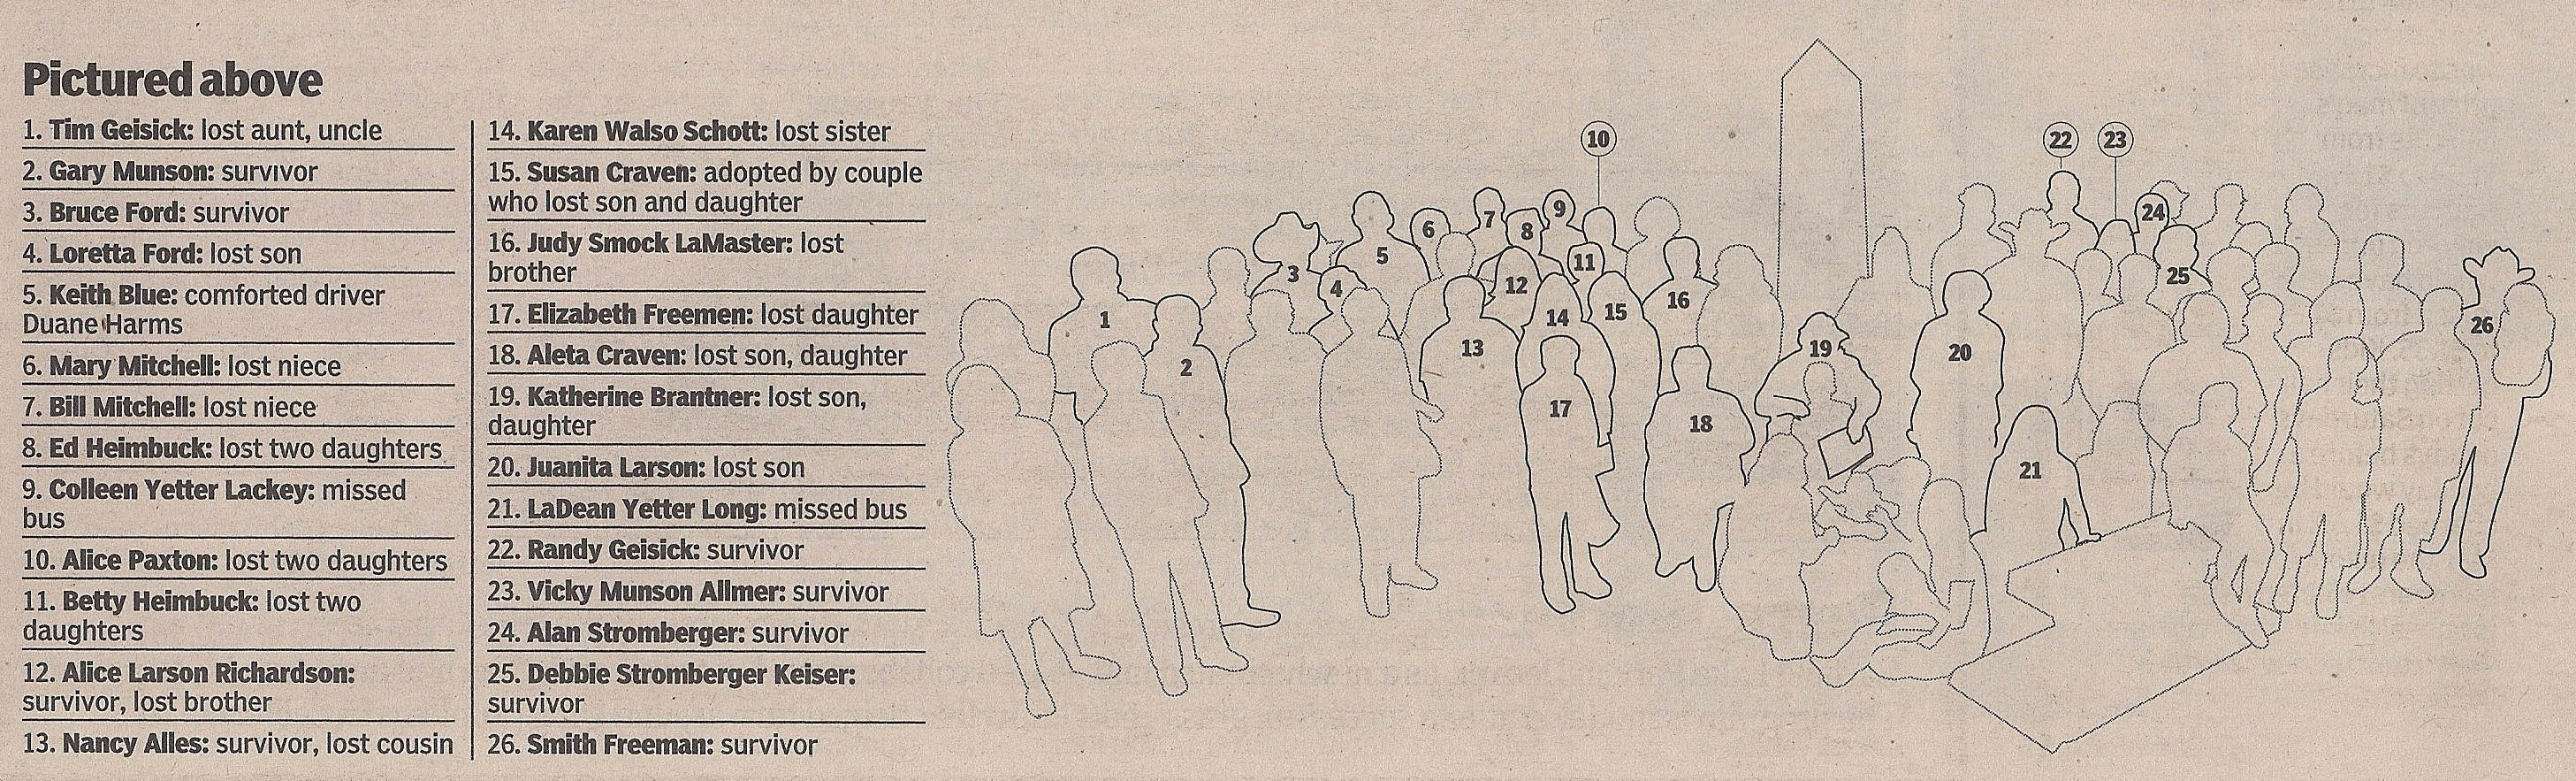 Pictured above
1. Tim Geisick: lost aunt, uncle
2. Gary Munson: survivor
3. Bruce Ford: survivor
4. Loretta Ford: lost son
5. Keith Blue: comforted driver
Duane Harms
6. Mary Mitchell: lost niece
7. Bill Mitchell: lost niece
8. Ed Heimbuck: lost two daughters
9. Colleen Yetter Lackey: missed
bus
10. Alice Paxton: lost two daughters
11. Betty Heimbuck: lost two
daughters
12. Alice Larson Richardson:
survivor, lost brother
13. Nancy Alles: survivor, lost cousin
14. Karen Walso Schott: lost sister
15. Susan Craven: adopted by couple
who lost son and daughter
16. Judy Smock LaMaster: lost
brother
17. Elizabeth Freemen: lost daughter
18. Aleta Craven: lost son, daughter
19. Katherine Brantner: lost son,
daughter
20. Juanita Larson: lost son
21. LaDean Yetter Long: missed bus
22. Randy Geisick: survivor
23. Vicky Munson Allmer: survivor
24. Alan Stromberger: survivor
25. Debbie Stromberger Keiser:
survivor
26. Smith Freeman: survivor
1
2
3
4
5
6
7
8
9
10
11
12
13
14
15
16
17
18
19
20
21
22
23
24
25
26